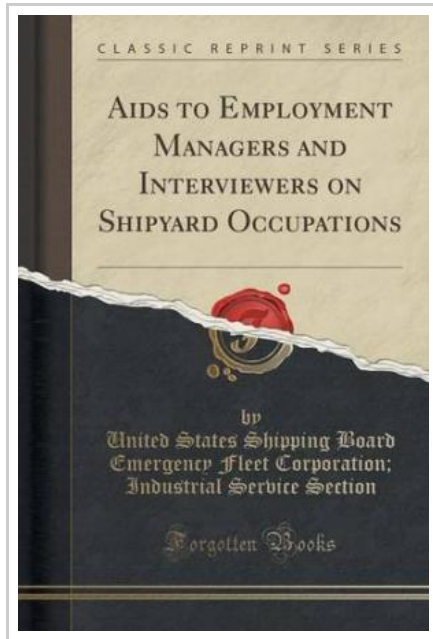 CLASSIC REPRINT SERIES
AIDS TO EMPLOYMENT
MANAGERS AND
INTERVIEWERS ON
SHIPYARD OCCUPATIONS
by
United States Shipping Board
Emergency Fleet Corporation;
Industrial Service Section
Forgotten Books